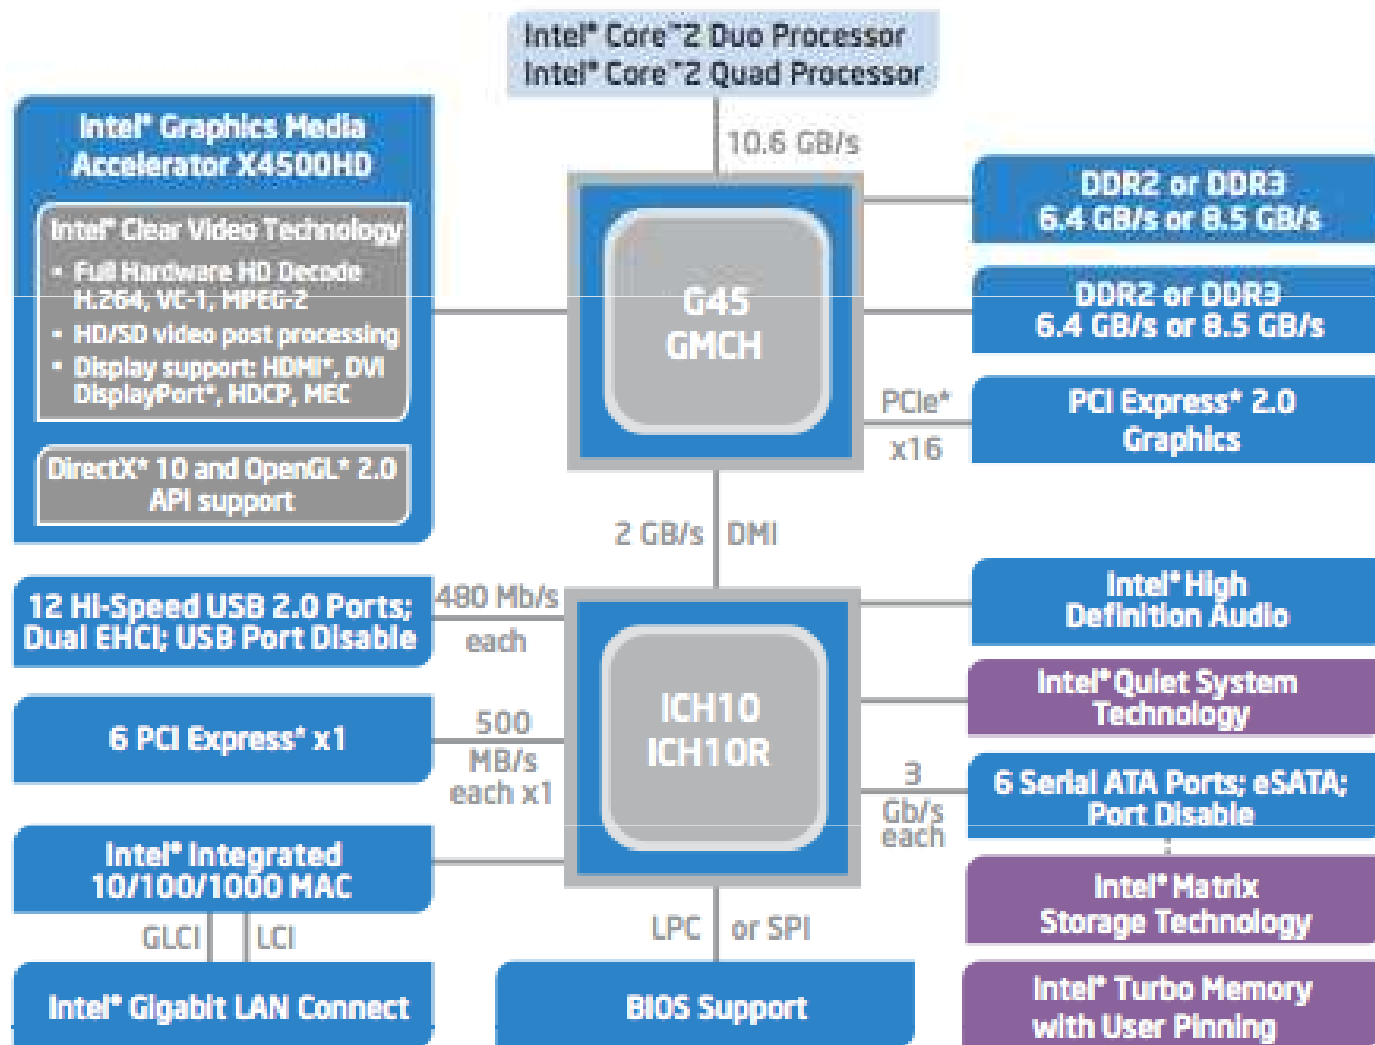 Intel® Core™2 Duo Processor
Intel® Core™2 Quad Processor
10.6 GB/s
Intel® Graphics Media
Accelerator X4500HD
Intel® Clear Video Technology
▪ Full Hardware HD Decode
H.264, VC-1, MPEG-2
▪ HD/SD video post processing
▪ Display support: HDMI*, DVI
DisplayPort*, HDCP, MEC
DirectX* 10 and OpenGL* 2.0
API support
G45
GMCH
DDR2 or DDR3
6.4 GB/s or 8.5 GB/s
DDR2 or DDR3
6.4 GB/s or 8.5 GB/s
PCIe*
x16
PCI Express* 2.0
Graphics
2 GB/s DMI
12 Hi-Speed USB 2.0 Ports;
Dual EHCI; USB Port Disable
480 Mb/s
each
6 PCI Express* x1
500
MB/s
each x1
Intel® Integrated
10/100/1000 MAC
GLCI LCI
Intel® Gigabit LAN Connect
ICH10
ICH10R
LPC or SPI
BIOS Support
Intel® High
Definition Audio
Intel® Quiet System
Technology
3
Gb/s
each
6 Serial ATA Ports; eSATA;
Port Disable
Intel® Matrix
Storage Technology
Intel® Turbo Memory
with User Pinning